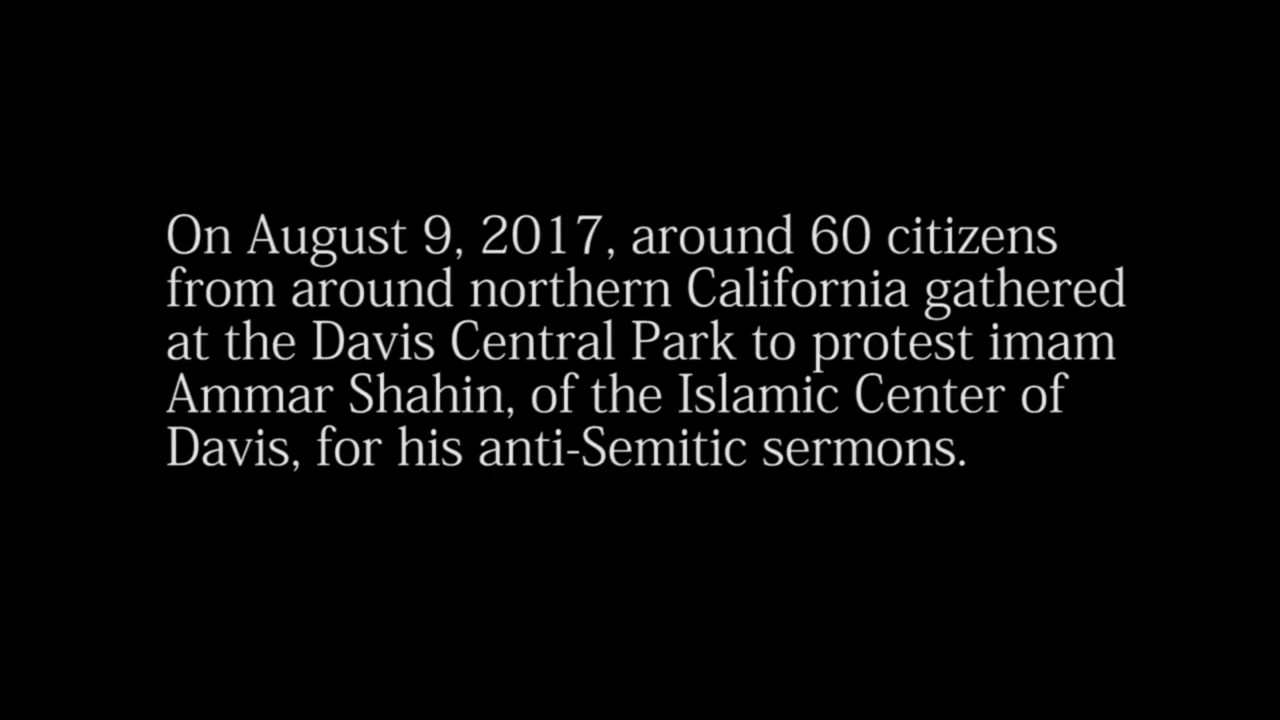 On August 9, 2017, around 60 citizens
from around northern California gathered
at the Davis Central Park to protest imam
Ammar Shahin, of the Islamic Center of
Davis, for his anti-Semitic sermons.